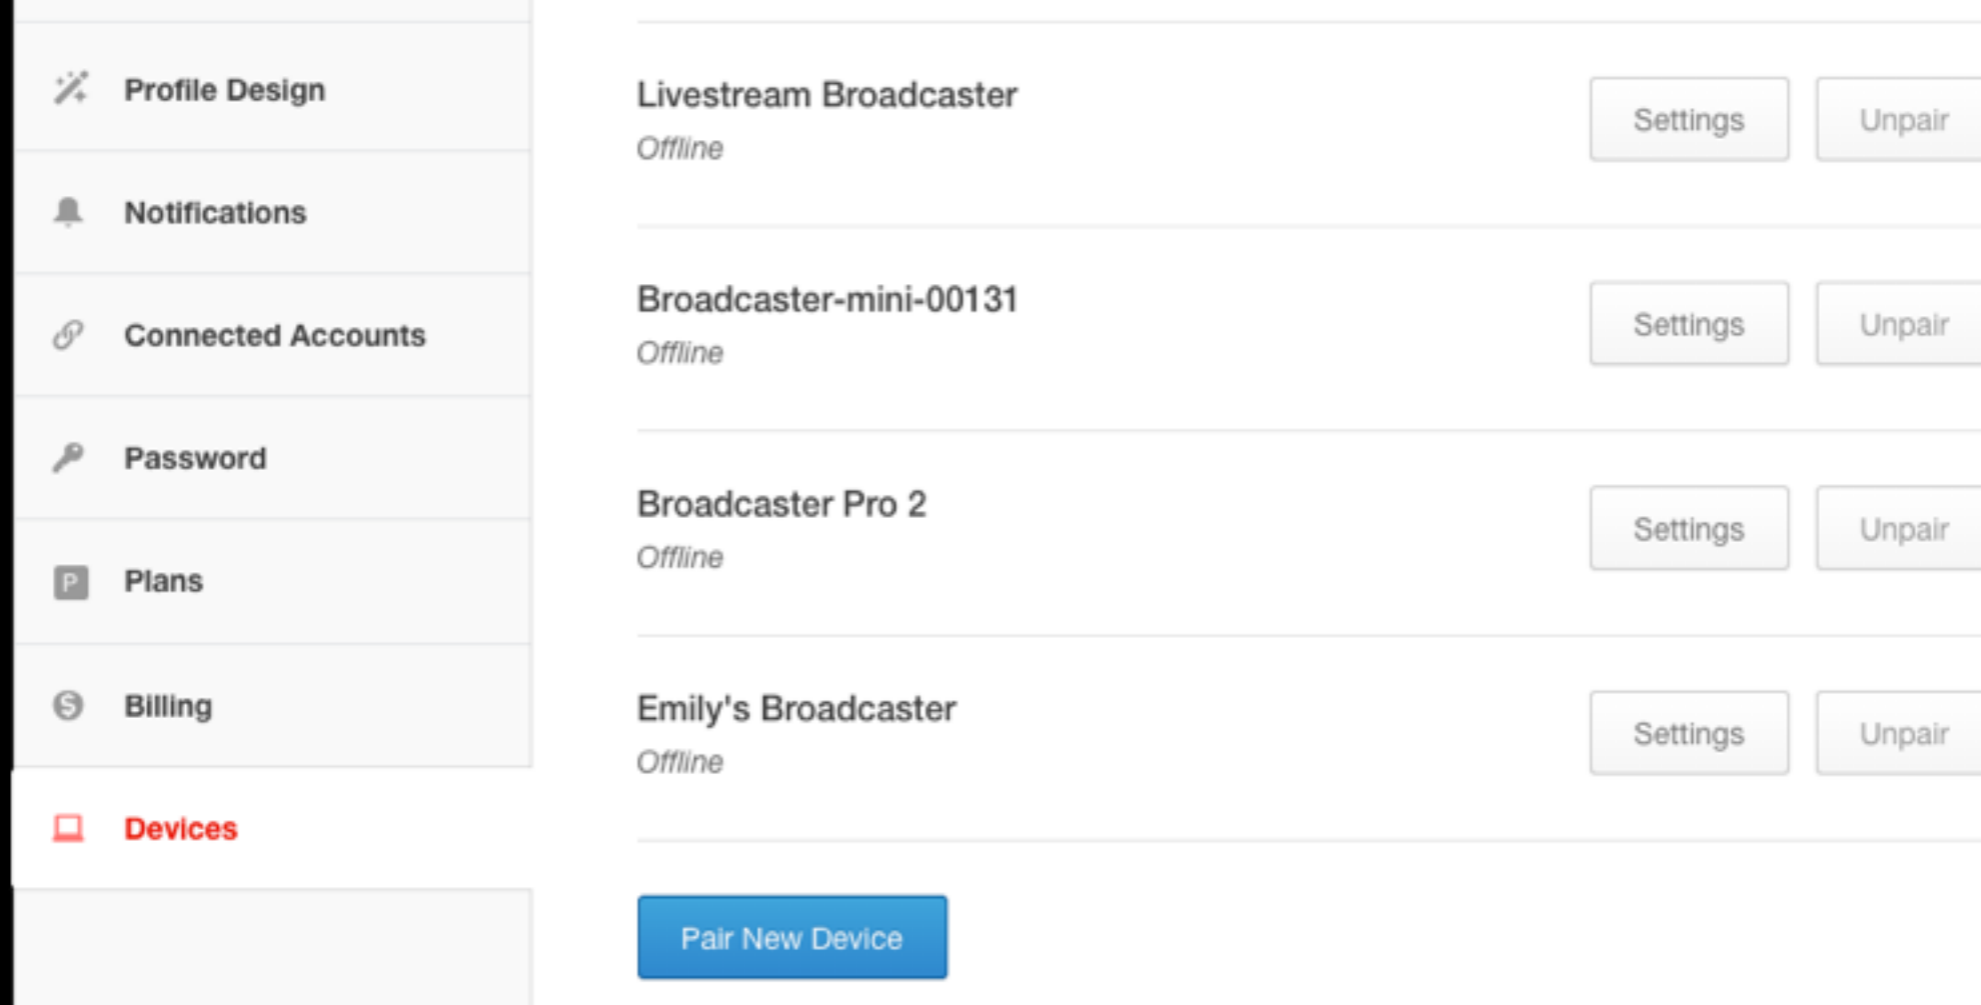 Profile Design
Notifications
Connected Accounts
Password
P Plans
Billing
Devices
Livestream Broadcaster
Offline
Settings
Unpair
Broadcaster-mini-00131
Offline
Settings
Unpair
Broadcaster Pro 2
Offline
Settings
Unpair
Emily's Broadcaster
Offline
Settings
Unpair
Pair New Device